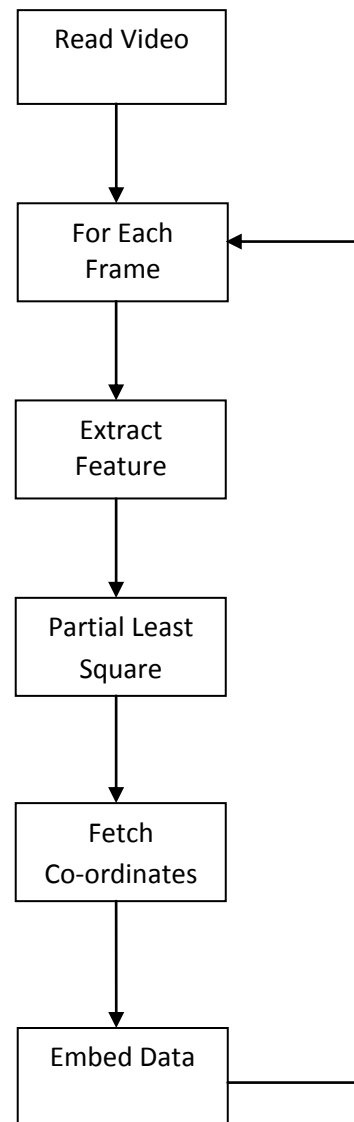 Read Video
For Each
Frame
Extract
Feature
Partial Least
Square
Fetch
Co-ordinates
Embed Data